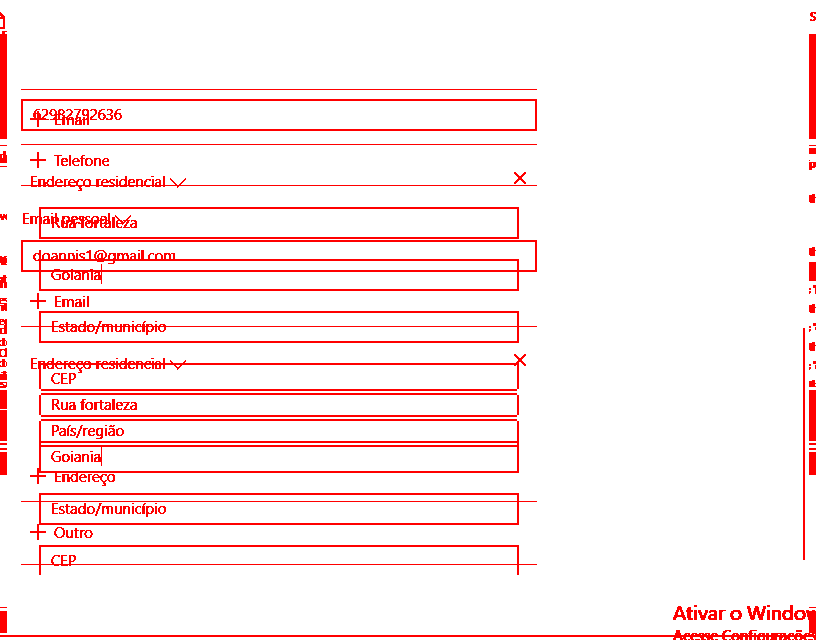 62982792636
Email
Telefone
Endereço residencial
Email pessoal
Rua fortaleza
doannis1@gmail.com
Goiania
Email
Estado/município
Endereço residencial
CEP
Rua fortaleza
País/região
Goiania
Endereço
Estado/município
Outro
CEP
Ativar o Window
Acesse Configurações